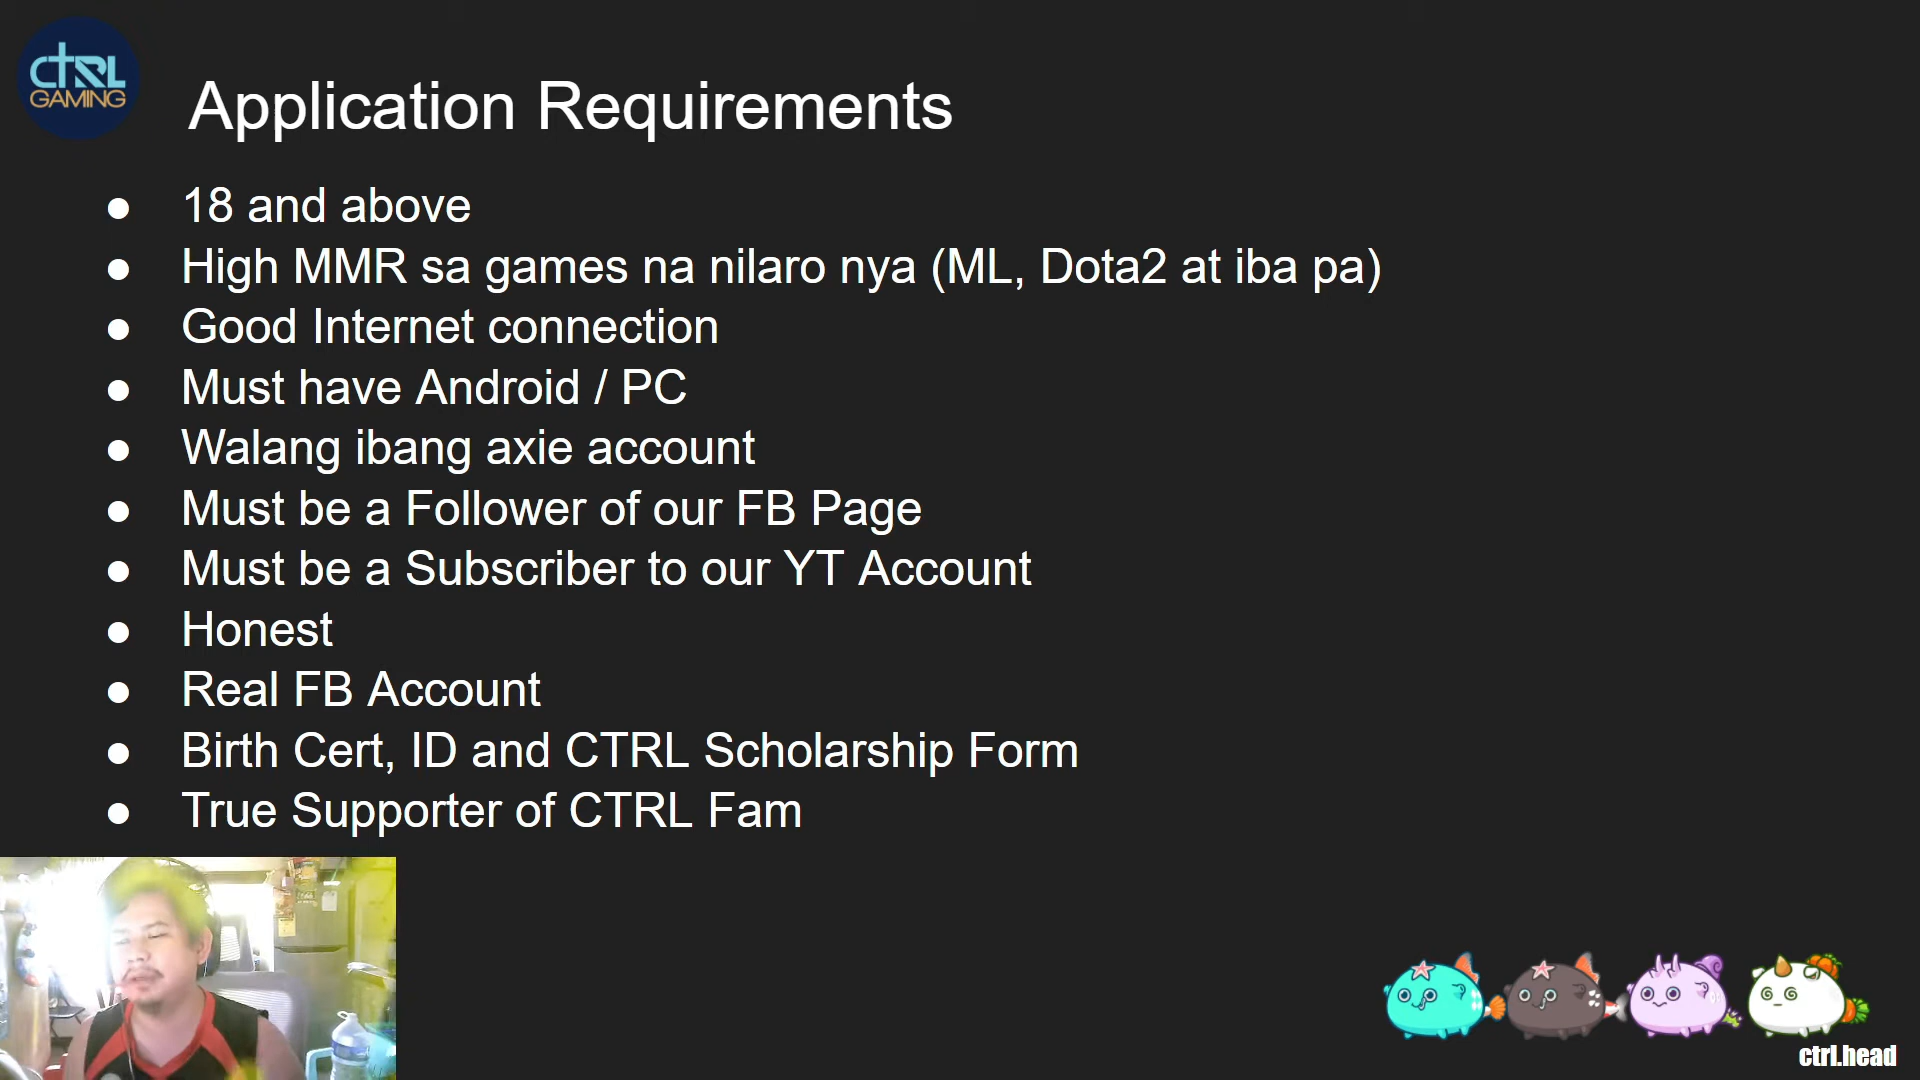 CTRL
GAMING
Application Requirements
● 18 and above
● High MMR sa games na nilaro nya (ML, Dota2 at iba pa)
● Good Internet connection
● Must have Android / PC
● Walang ibang axie account
● Must be a Follower of our FB Page
● Must be a Subscriber to our YT Account
● Honest
● Real FB Account
● Birth Cert, ID and CTRL Scholarship Form
● True Supporter of CTRL Fam
ctrl.head